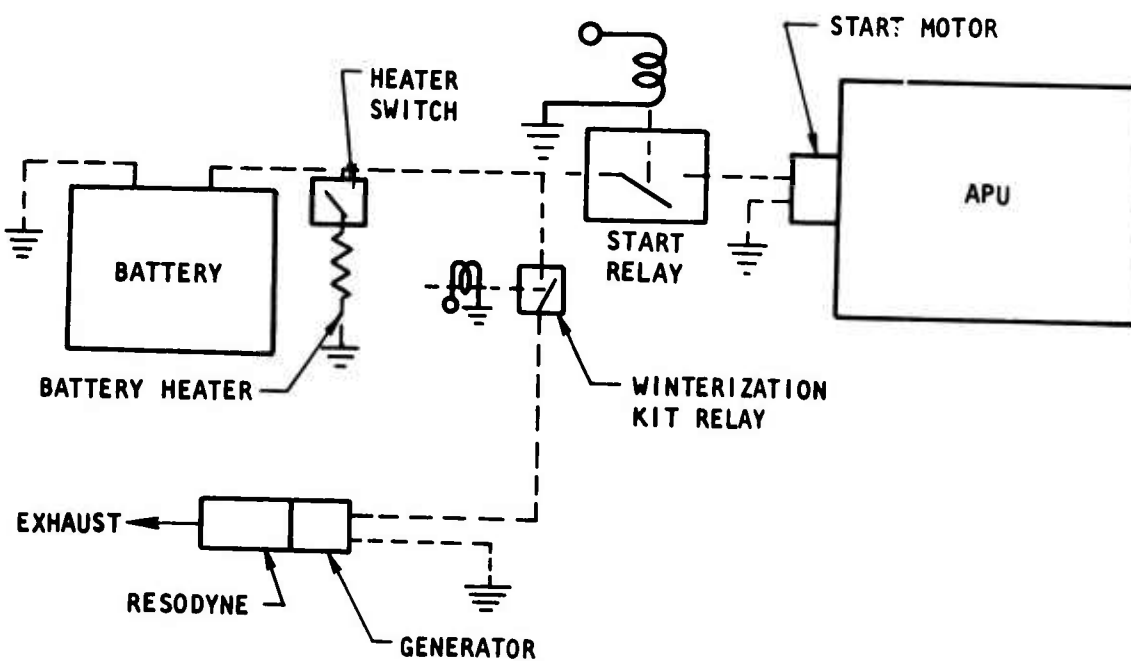 START MOTOR
HEATER
SWITCH
APU
START
RELAY
BATTERY
BATTERY HEATER
WINTERIZATION
KIT RELAY
EXHAUST
RESODYNE
GENERATOR